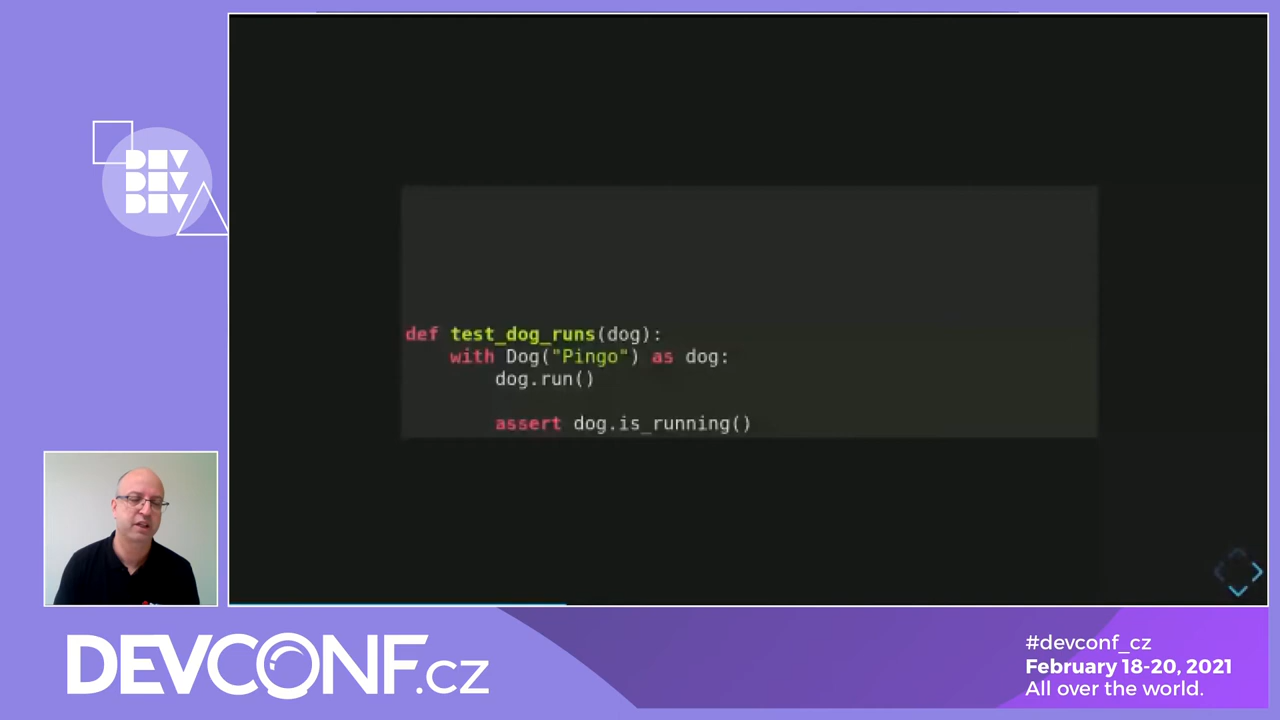 DEV
DEV
DEV
def test_dog_runs(dog):
    with Dog("Pingo") as dog:
        dog.run()
        assert dog.is_running()
DEVCONF.cz
#devconf_cz
February 18-20, 2021
All over the world.